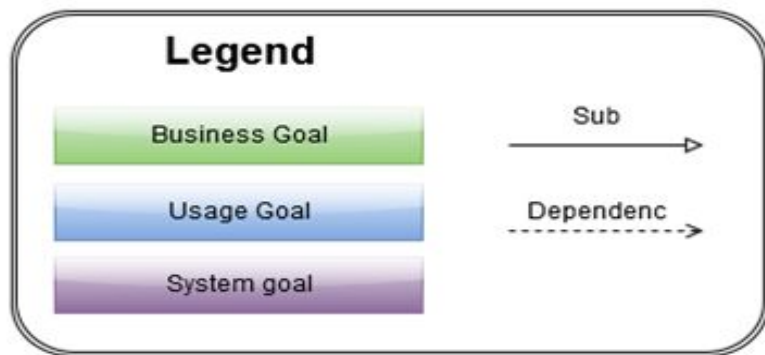 Legend
Business Goal
Sub
Usage Goal
Dependenc
System goal